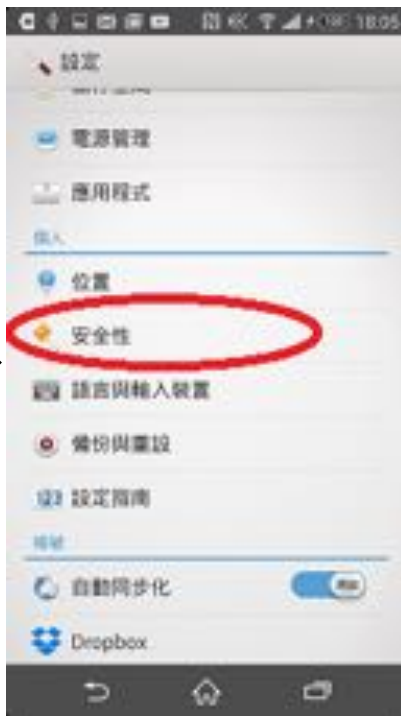 18:05
設定
電源管理
應用程式
個人
位置
安全性
語言與輸入裝置
備份與重設
設定指南
帳號
自動同步化
Dropbox